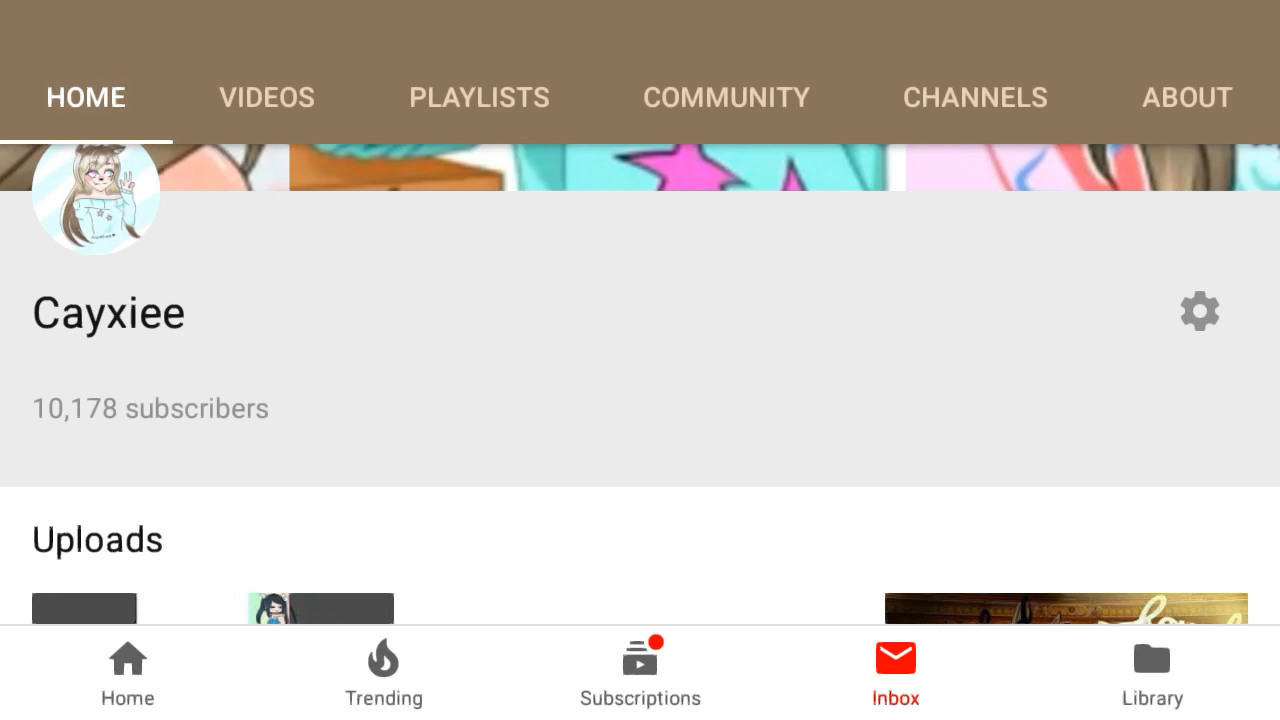 HOME VIDEOS PLAYLISTS COMMUNITY CHANNELS ABOUT
Cayxiee
10,178 subscribers
Uploads
Home Trending Subscriptions Inbox Library